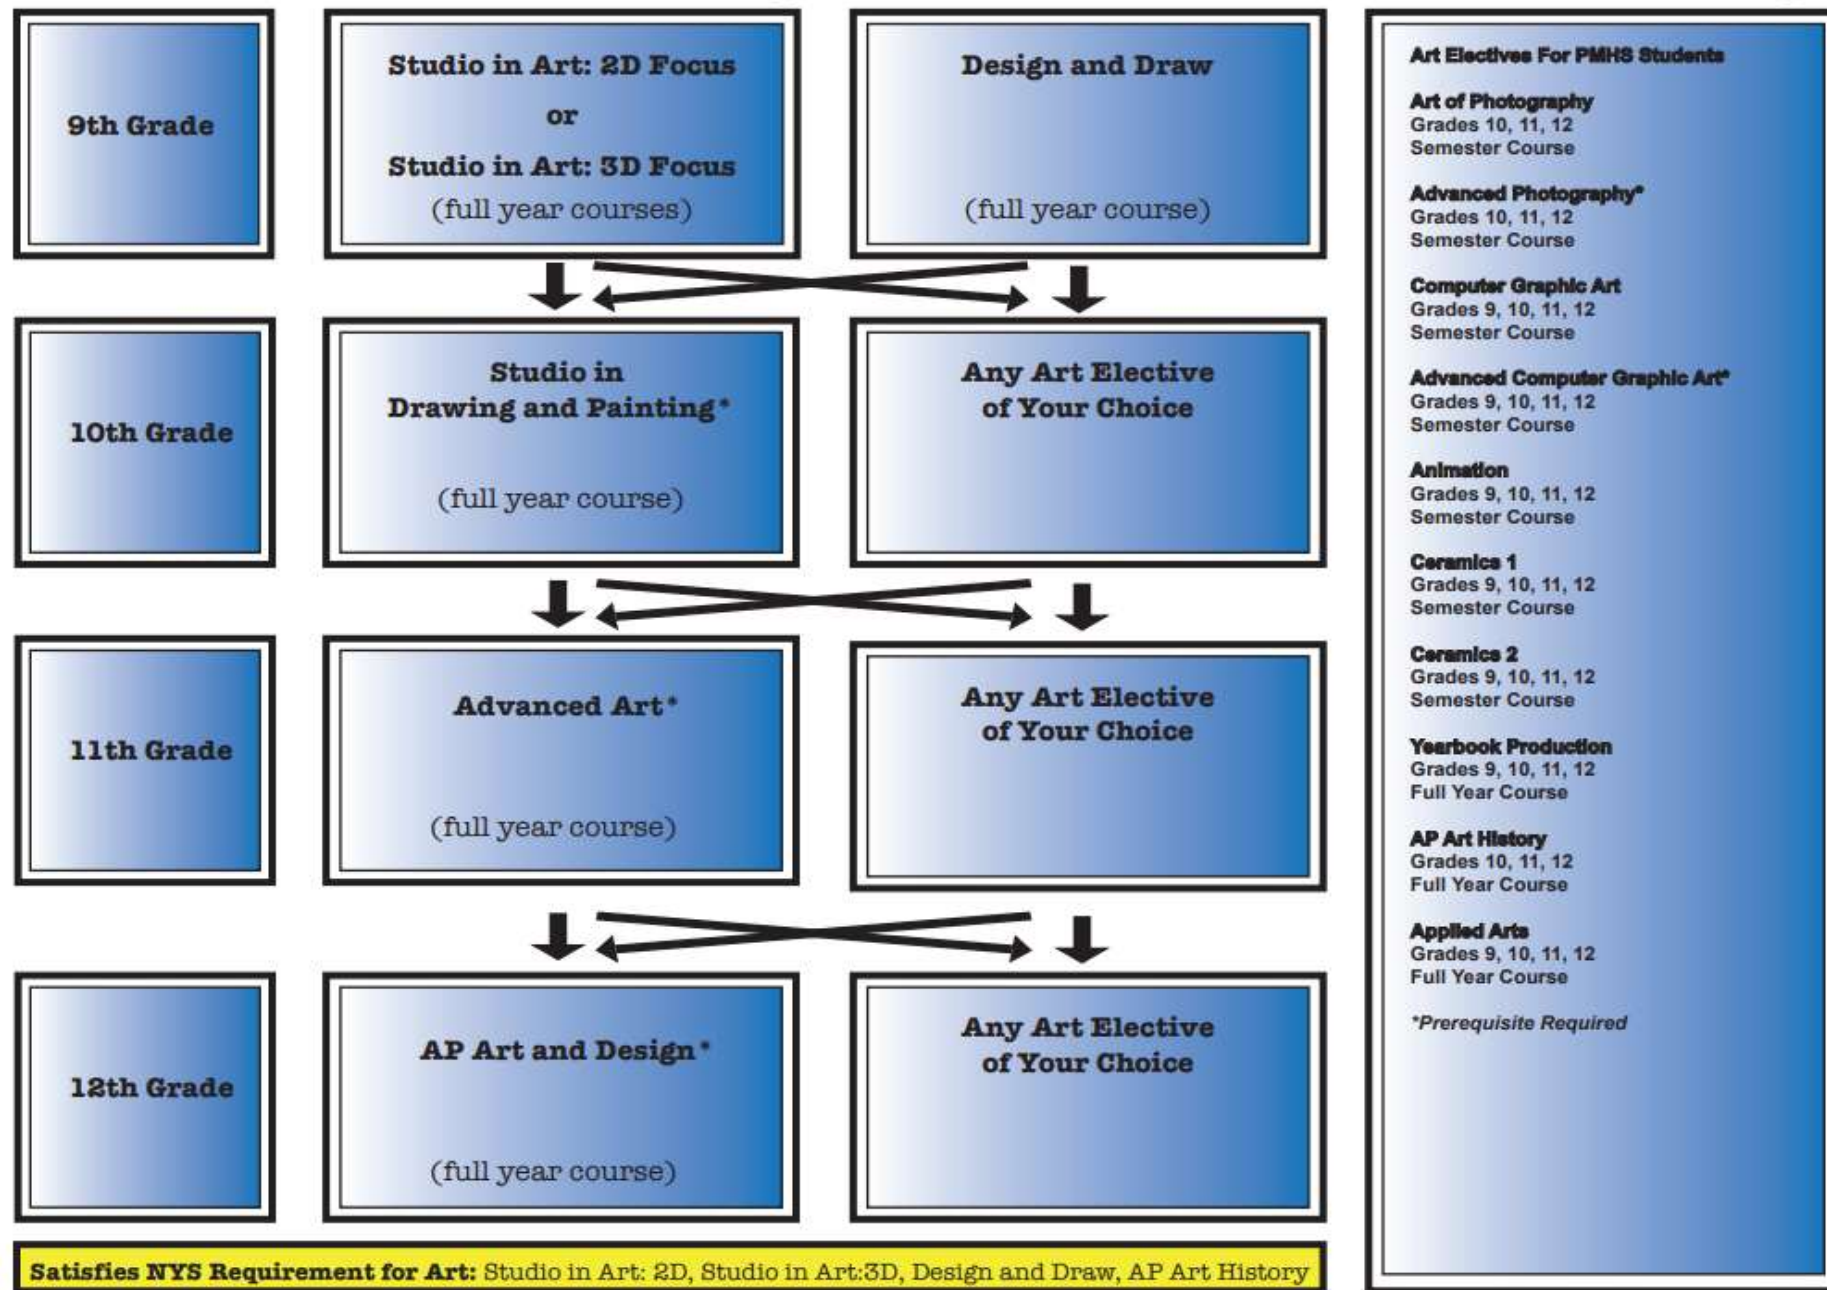 9th Grade
Studio in Art: 2D Focus
or
Studio in Art: 3D Focus
(full year courses)
Design and Draw
(full year course)
10th Grade
Studio in
Drawing and Painting*
(full year course)
Any Art Elective
of Your Choice
11th Grade
Advanced Art*
(full year course)
Any Art Elective
of Your Choice
12th Grade
AP Art and Design*
(full year course)
Any Art Elective
of Your Choice
Satisfies NYS Requirement for Art: Studio in Art: 2D, Studio in Art:3D, Design and Draw, AP Art History
Art Electives For PMHS Students
Art of Photography
Grades 10, 11, 12
Semester Course
Advanced Photography*
Grades 10, 11, 12
Semester Course
Computer Graphic Art
Grades 9, 10, 11, 12
Semester Course
Advanced Computer Graphic Art*
Grades 9, 10, 11, 12
Semester Course
Animation
Grades 9, 10, 11, 12
Semester Course
Ceramics 1
Grades 9, 10, 11, 12
Semester Course
Ceramics 2
Grades 9, 10, 11, 12
Semester Course
Yearbook Production
Grades 9, 10, 11, 12
Full Year Course
AP Art History
Grades 10, 11, 12
Full Year Course
Applied Arts
Grades 9, 10, 11, 12
Full Year Course
*Prerequisite Required